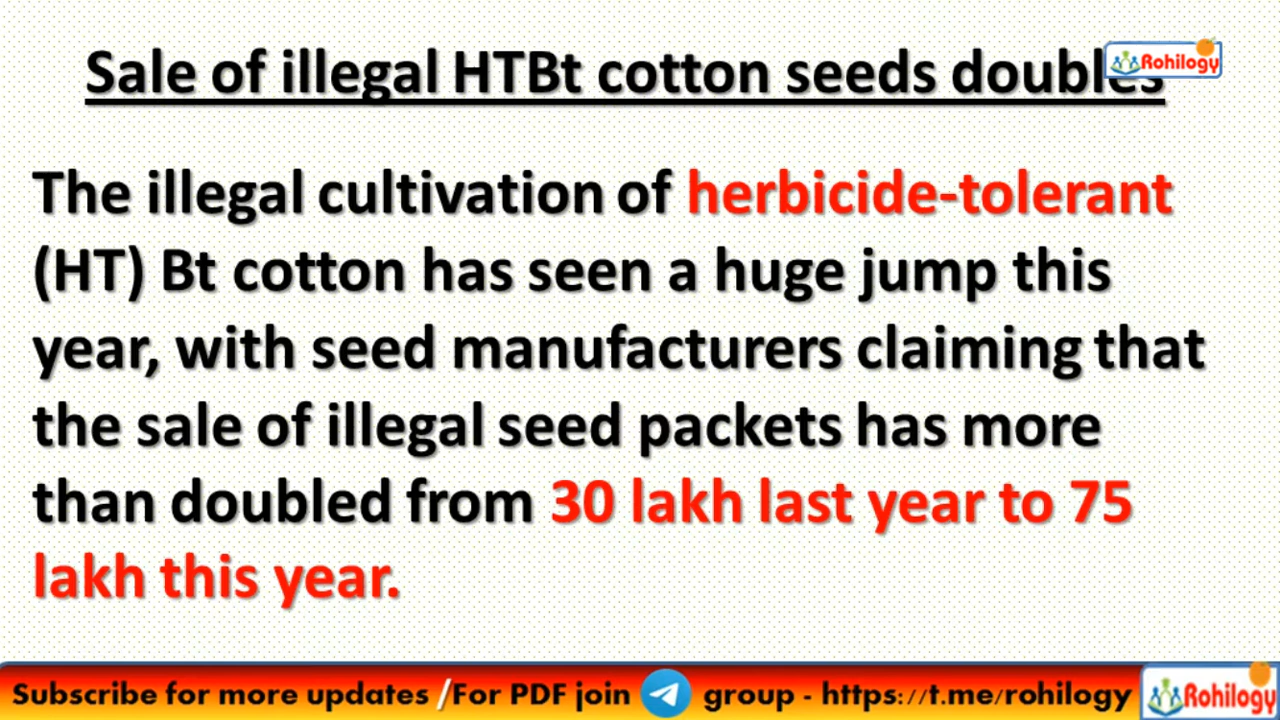 Sale of illegal HTBt cotton seeds doubles
Rohilogy
The illegal cultivation of herbicide-tolerant
(HT) Bt cotton has seen a huge jump this
year, with seed manufacturers claiming that
the sale of illegal seed packets has more
than doubled from 30 lakh last year to 75
lakh this year.
Subscribe for more updates /For PDF join group - https://t.me/rohilogy
Rohilogy